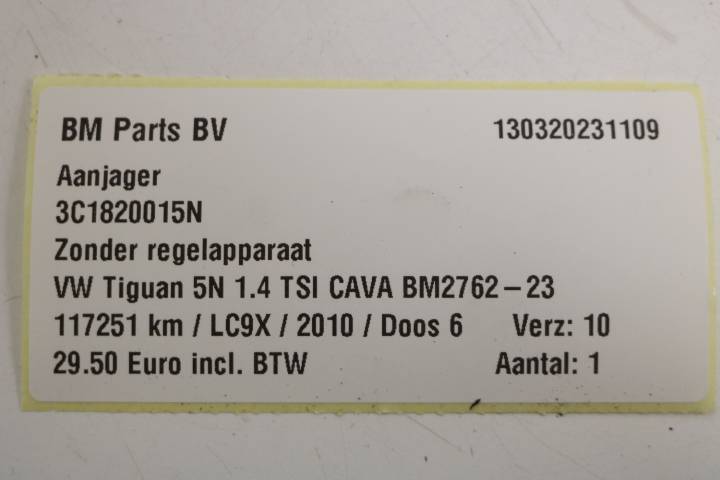 BM Parts BV 130320231109
Aanjager
3C1820015N
Zonder regelapparaat
VW Tiguan 5N 1.4 TSI CAVA BM2762-23
117251 km / LC9X / 2010 / Doos 6 Verz: 10
29.50 Euro incl. BTW Aantal: 1